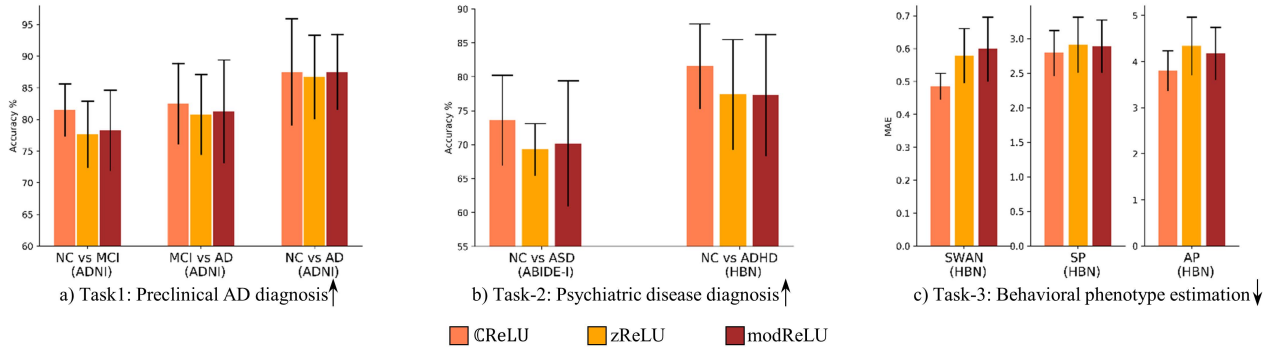 95
90
85
80
75
70
65
60
Accuracy %
NC vs MCI
(ADNI)
MCI vs AD
(ADNI)
NC vs AD
(ADNI)
a) Task1: Preclinical AD diagnosis↑
90
85
80
75
70
65
60
55
Accuracy %
NC vs ASD
(ABIDE-I)
NC vs ADHD
(HBN)
b) Task-2: Psychiatric disease diagnosis↑
0.7
0.6
0.5
0.4
0.3
0.2
0.1
0.0
MAE
SWAN
(HBN)
3.0
2.5
2.0
1.5
1.0
0.5
0.0
SP
(HBN)
5
4
3
2
1
0
AP
(HBN)
c) Task-3: Behavioral phenotype estimation↓
ℂReLU
zReLU
modReLU